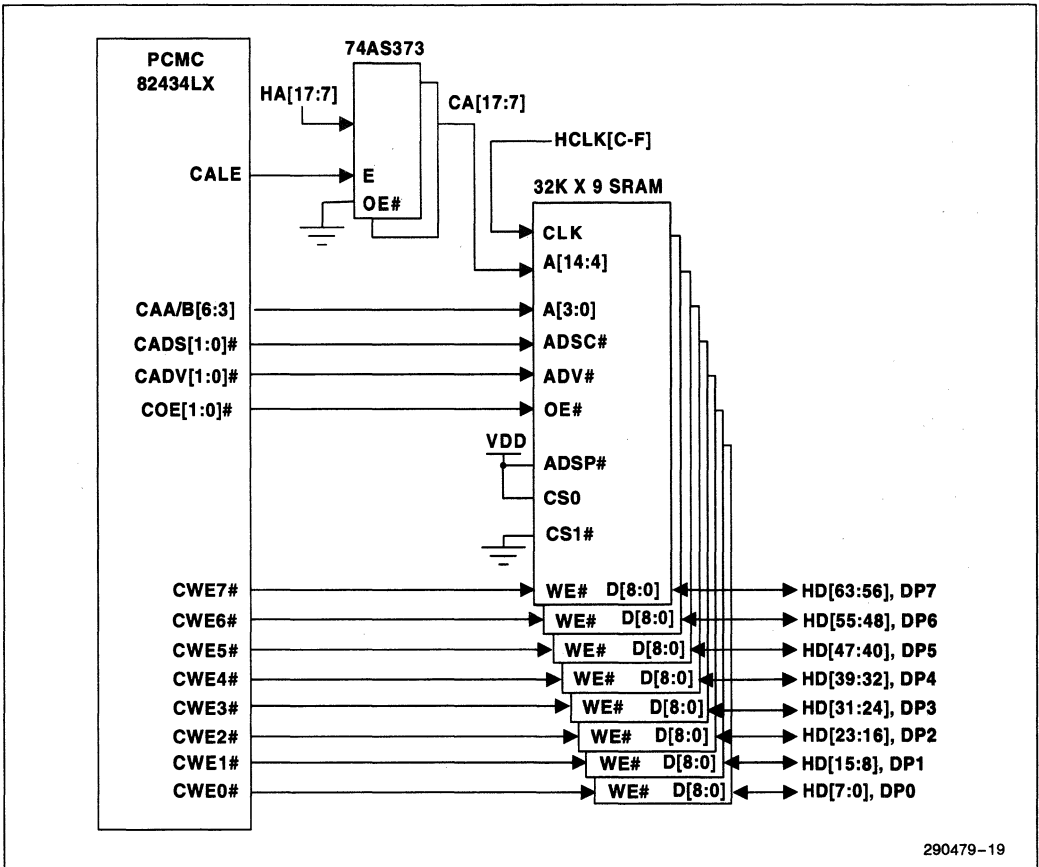 PCMC
82434LX
74AS373
HA[17:7]
CA[17:7]
HCLK[C-F]
CALE
E
OE#
32K X 9 SRAM
CLK
A[14:4]
CAA/B[6:3]
A[3:0]
CADS[1:0]#
ADSC#
CADV[1:0]#
ADV#
COE[1:0]#
OE#
VDD
ADSP#
CS0
CS1#
CWE7#
WE# D[8:0]
HD[63:56], DP7
CWE6#
WE# D[8:0]
HD[55:48], DP6
CWE5#
WE# D[8:0]
HD[47:40], DP5
CWE4#
WE# D[8:0]
HD[39:32], DP4
CWE3#
WE# D[8:0]
HD[31:24], DP3
CWE2#
WE# D[8:0]
HD[23:16], DP2
CWE1#
WE# D[8:0]
HD[15:8], DP1
CWE0#
WE# D[8:0]
HD[7:0], DP0
290479-19